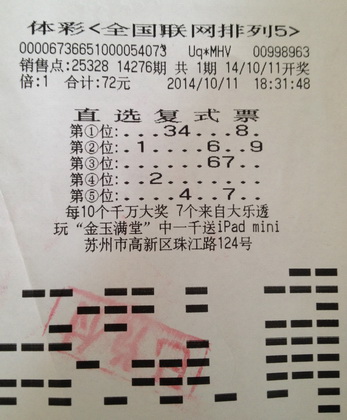 体彩<全国联网排列5>
00006736651000054073 Uq*MHV 00998963
销售点:25328 14276期 共 1期 14/10/11开奖
倍:1 合计:72元 2014/10/11 18:31:48
直选复式票
第①位:...34...8.
第②位:.1....6..9
第③位:......67..
第④位:..2.......
第⑤位:....4..7..
每10个千万大奖 7个来自大乐透
玩“金玉满堂”中一千送iPad mini
苏州市高新区珠江路124号